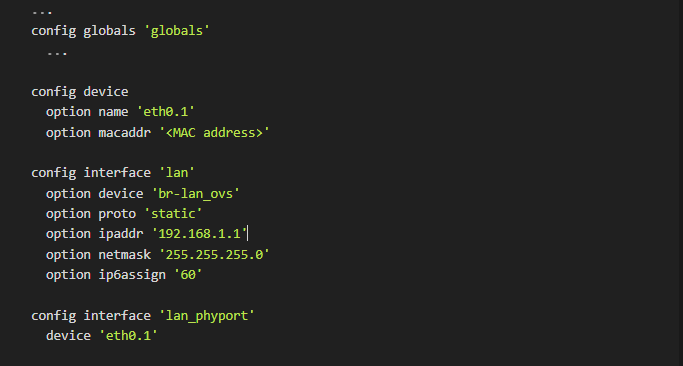 ...
config globals 'globals'
  ...
config device
  option name 'eth0.1'
  option macaddr '<MAC address>'
config interface 'lan'
  option device 'br-lan_ovs'
  option proto 'static'
  option ipaddr '192.168.1.1'
  option netmask '255.255.255.0'
  option ip6assign '60'
config interface 'lan_phyport'
  device 'eth0.1'